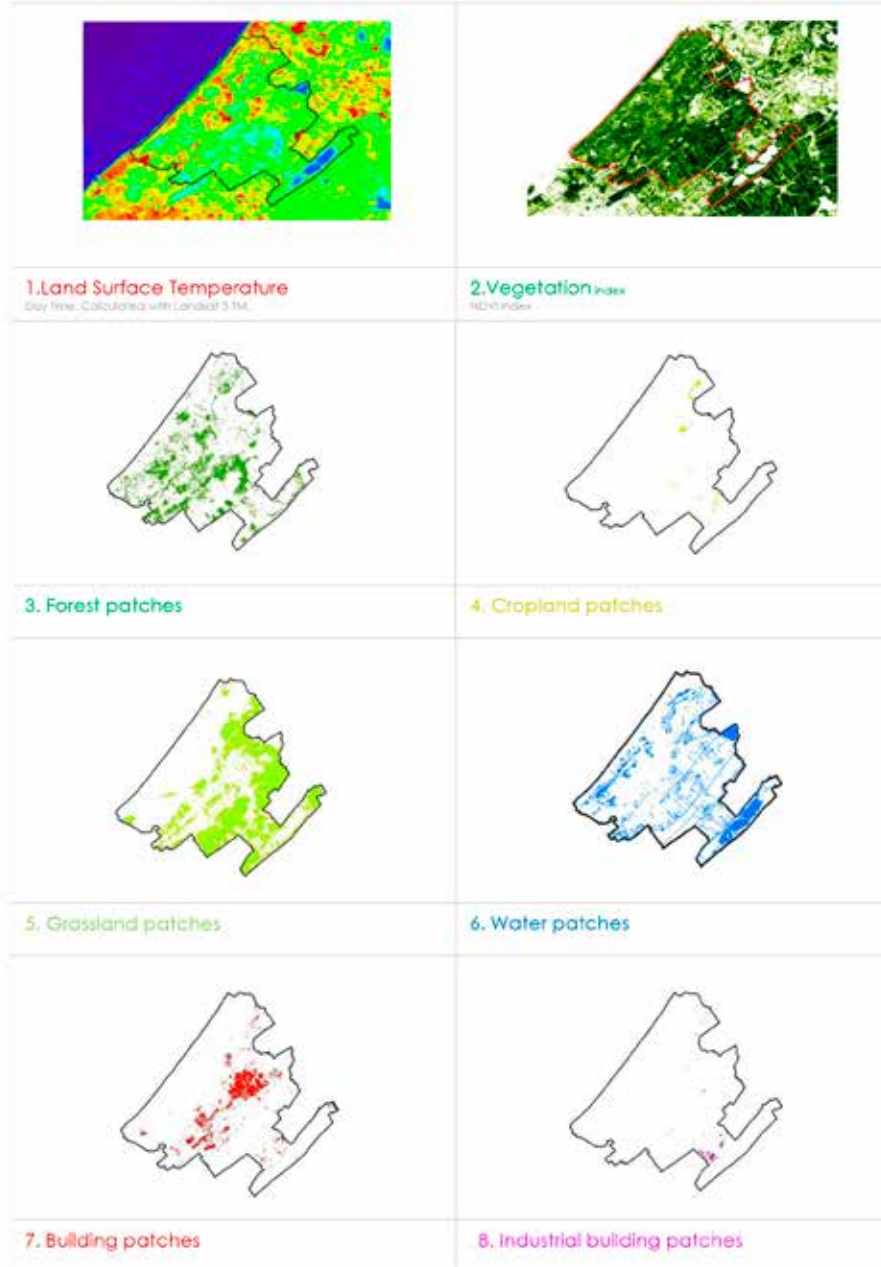 1.Land Surface Temperature
Day time. Calculated with Landsat 5 TM.
2.Vegetation index
NDVI index
3. Forest patches
4. Cropland patches
5. Grassland patches
6. Water patches
7. Building patches
8. Industrial building patches